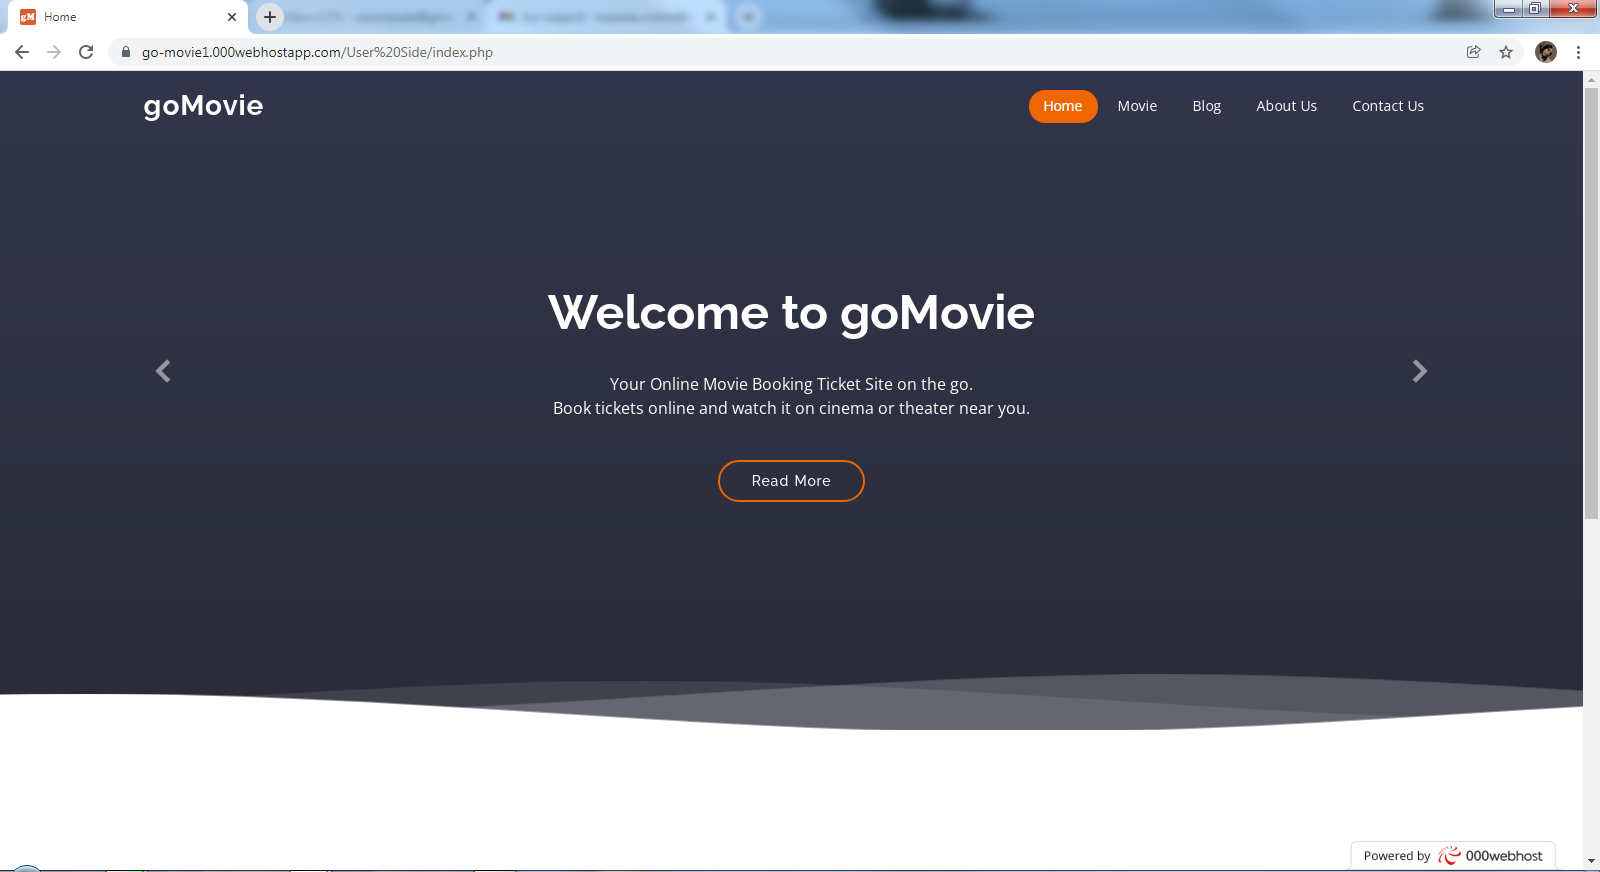 gM Home
go-movie1.000webhostapp.com/User%20Side/index.php
goMovie
Home Movie Blog About Us Contact Us
Welcome to goMovie
Your Online Movie Booking Ticket Site on the go.
Book tickets online and watch it on cinema or theater near you.
Read More
Powered by 000webhost